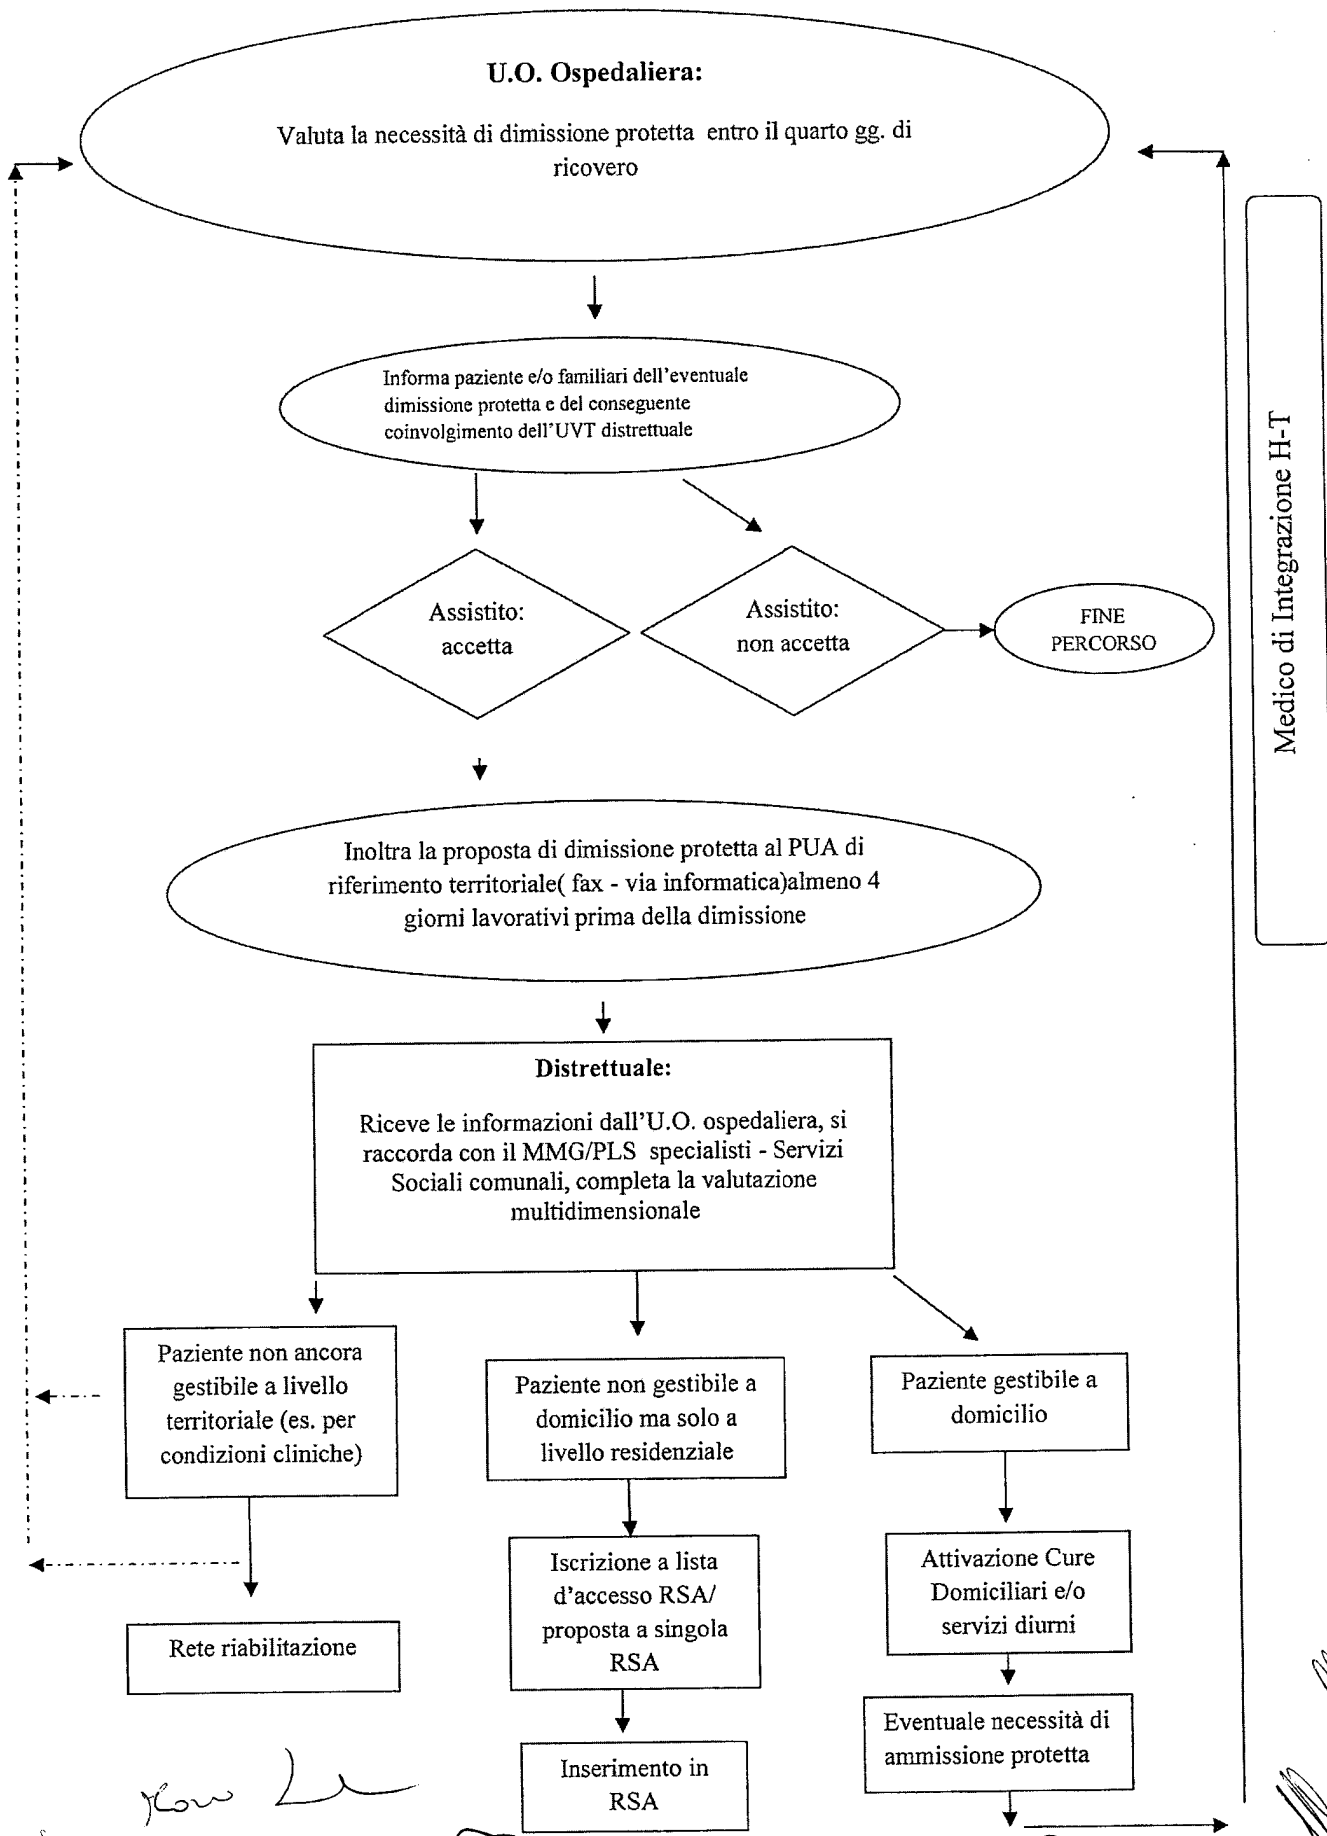 U.O. Ospedaliera:
Valuta la necessità di dimissione protetta entro il quarto gg. di
ricovero
Informa paziente e/o familiari dell'eventuale
dimissione protetta e del conseguente
coinvolgimento dell'UVT distrettuale
Assistito:
accetta
Assistito:
non accetta
FINE
PERCORSO
Medico di Integrazione H-T
Inoltra la proposta di dimissione protetta al PUA di
riferimento territoriale( fax - via informatica)almeno 4
giorni lavorativi prima della dimissione
Distrettuale:
Riceve le informazioni dall'U.O. ospedaliera, si
raccorda con il MMG/PLS specialisti - Servizi
Sociali comunali, completa la valutazione
multidimensionale
Paziente non ancora
gestibile a livello
territoriale (es. per
condizioni cliniche)
Paziente non gestibile a
domicilio ma solo a
livello residenziale
Paziente gestibile a
domicilio
Iscrizione a lista
d'accesso RSA/
proposta a singola
RSA
Attivazione Cure
Domiciliari e/o
servizi diurni
Rete riabilitazione
Eventuale necessità di
ammissione protetta
Inserimento in
RSA